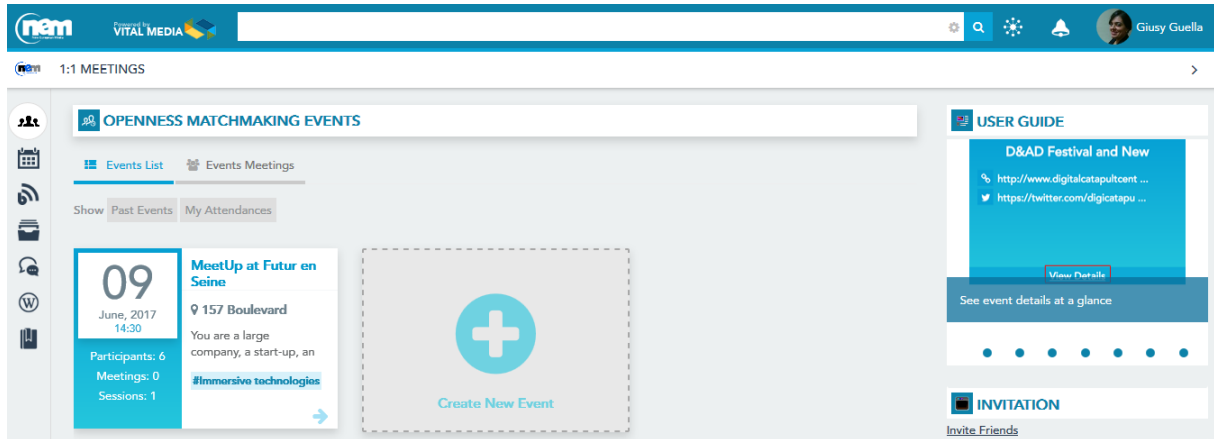 nem
Powered by
VITAL MEDIA
Giusy Guella
nem
1:1 MEETINGS
OPENNESS MATCHMAKING EVENTS
Events List
Events Meetings
Show Past Events My Attendances
09
June, 2017
14:30
Participants: 6
Meetings: 0
Sessions: 1
MeetUp at Futur en
Seine
157 Boulevard
You are a large
company, a start-up, an
#Immersive technologies
Create New Event
USER GUIDE
D&AD Festival and New
http://www.digitalcatapultcent ...
https://twitter.com/digicatapu ...
View Details
See event details at a glance
INVITATION
Invite Friends